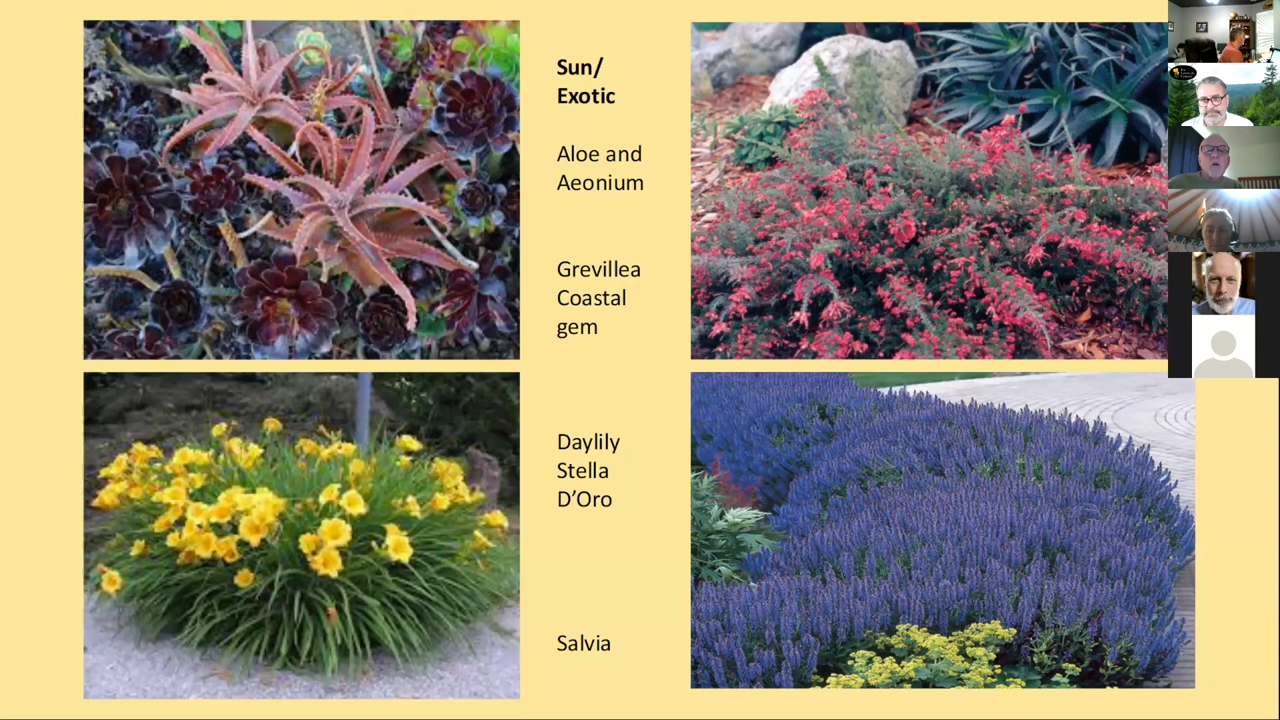 Sun/
Exotic
Aloe and
Aeonium
Grevillea
Coastal
gem
Daylily
Stella
D'Oro
Salvia